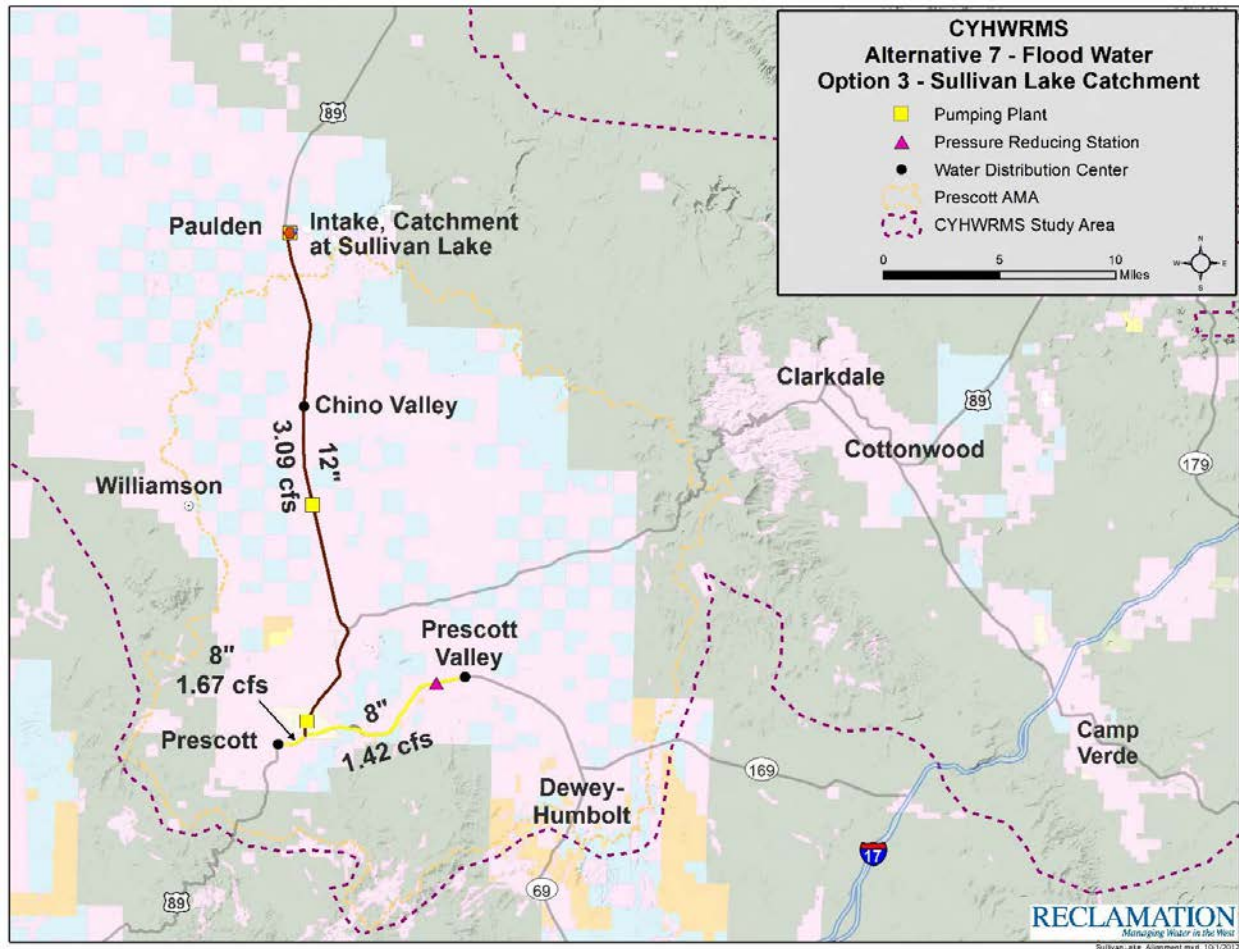 CYHWRMS
Alternative 7 - Flood Water
Option 3 - Sullivan Lake Catchment
Pumping Plant
Pressure Reducing Station
Water Distribution Center
Prescott AMA
CYHWRMS Study Area
0 5 10
Miles
N
W E
S
89
Paulden
Intake, Catchment
at Sullivan Lake
Chino Valley
12"
3.09 cfs
Williamson
Clarkdale
89
Cottonwood
179
Prescott
Valley
8"
1.67 cfs
8"
1.42 cfs
Prescott
Camp
Verde
169
Dewey-
Humbolt
17
69
89
RECLAMATION
Managing Water in the West